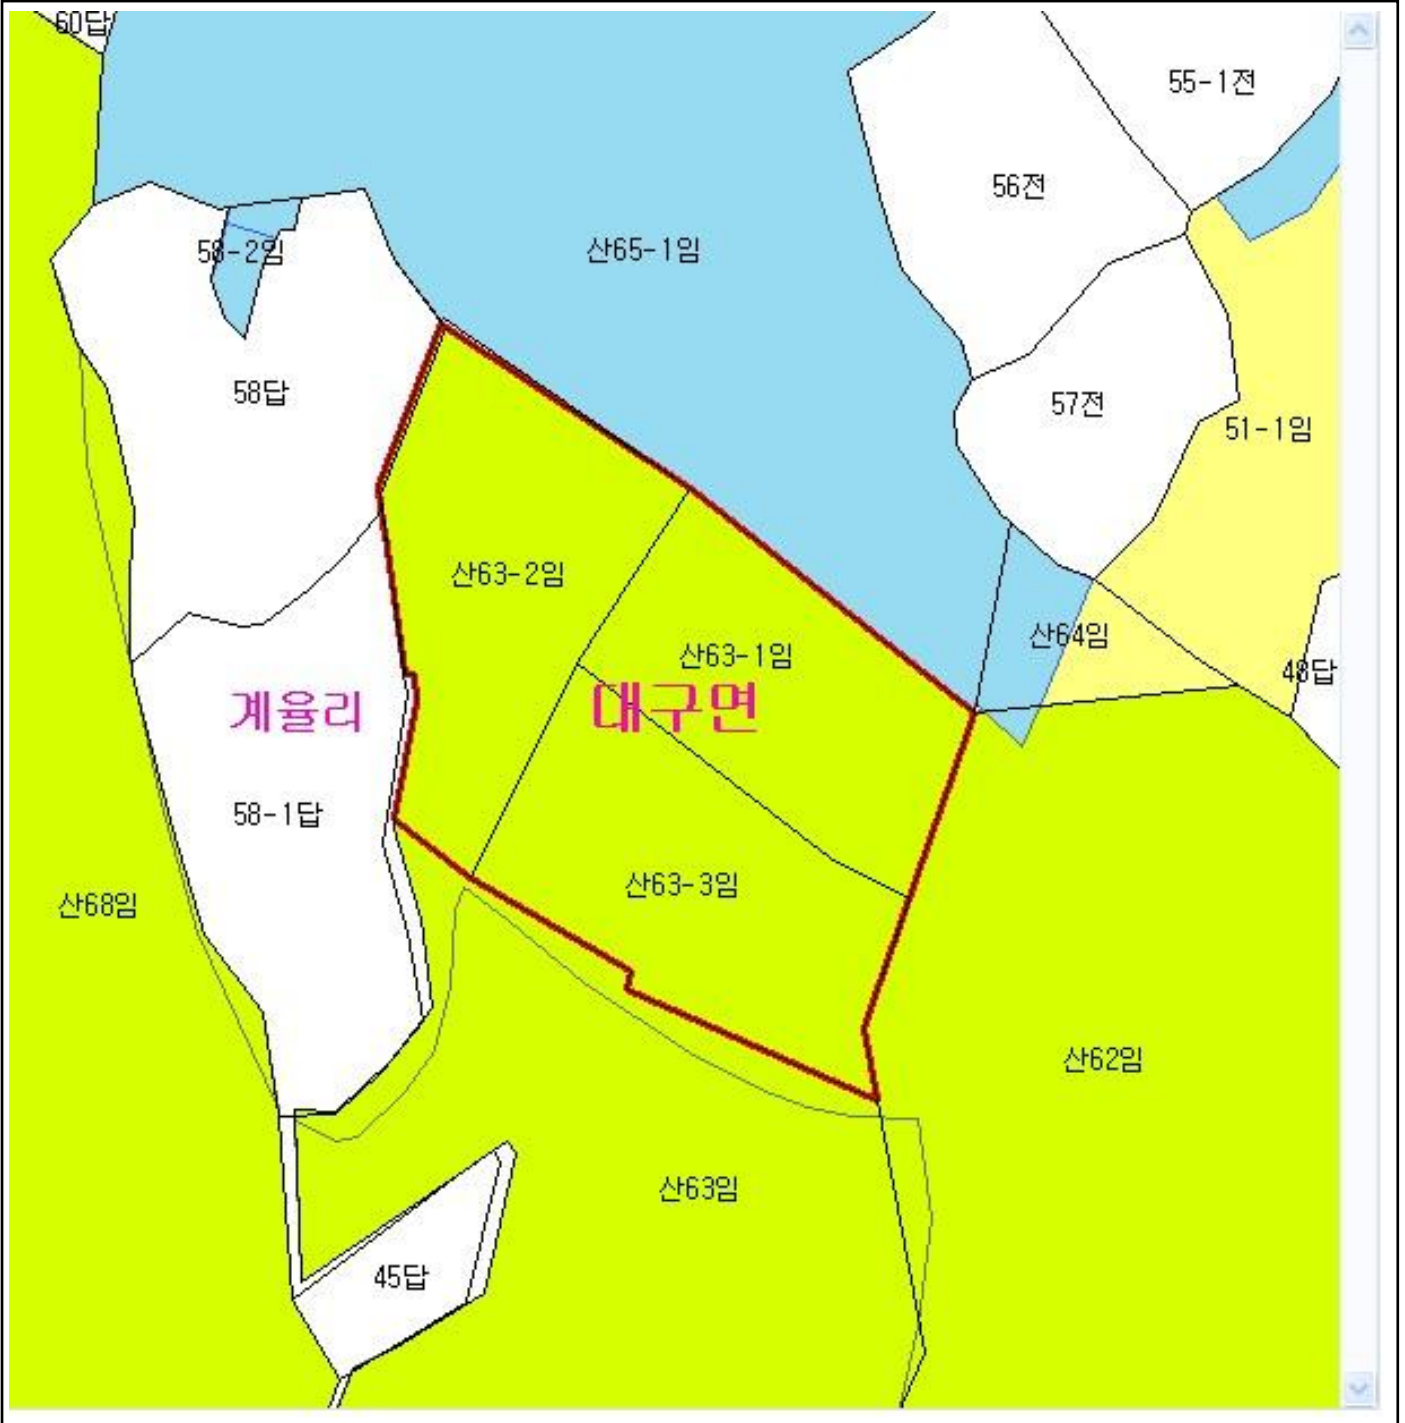 60답
55-1전
56전
58-2임
산65-1임
58답
57전
51-1임
산63-2임
산64임
산63-1임
48답
계율리
대구면
58-1답
산63-3임
산68임
산62임
산63임
45답